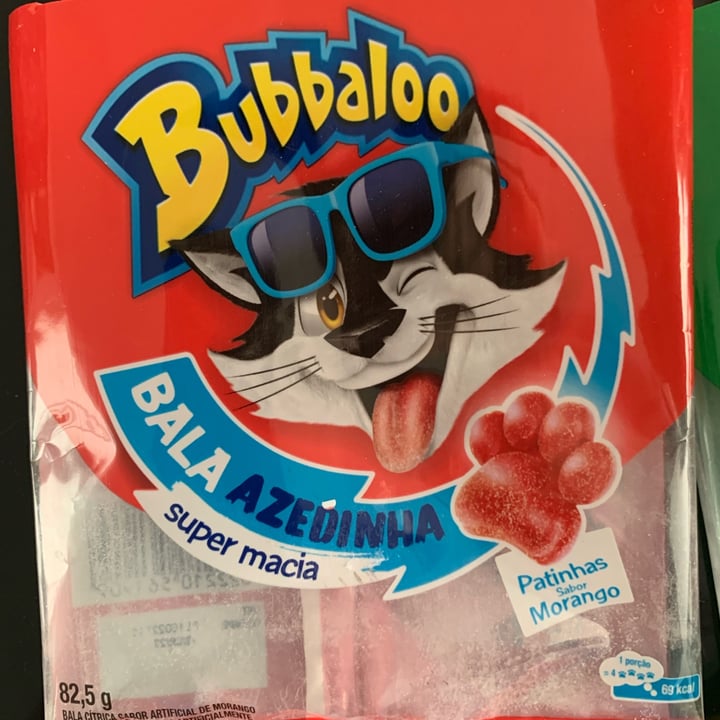 Bubbaloo
BALA AZEDINHA
super macia
Patinhas
Sabor
Morango
1 porção
= 4
69 kcal
82,5 g
BALA CÍTRICA SABOR ARTIFICIAL DE MORANGO